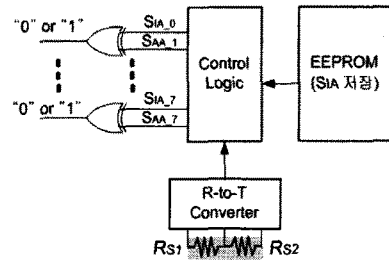 "0" or "1"
SIA_0
SAA_1
Control
Logic
EEPROM
(SIA 저장)
"0" or "1"
SIA_7
SAA_7
R-to-T
Converter
RS1
RS2